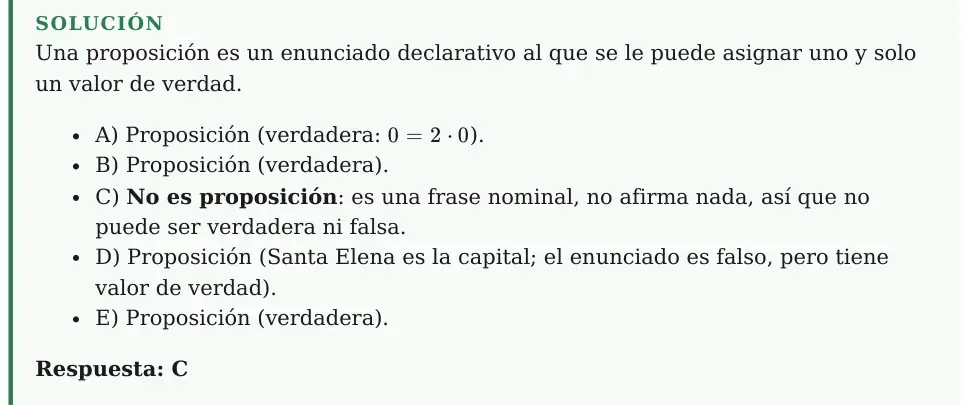 SOLUCIÓN
Una proposición es un enunciado declarativo al que se le puede asignar uno y solo
un valor de verdad.
• A) Proposición (verdadera: 0 = 2 · 0).
• B) Proposición (verdadera).
• C) No es proposición: es una frase nominal, no afirma nada, así que no
puede ser verdadera ni falsa.
• D) Proposición (Santa Elena es la capital; el enunciado es falso, pero tiene
valor de verdad).
• E) Proposición (verdadera).
Respuesta: C